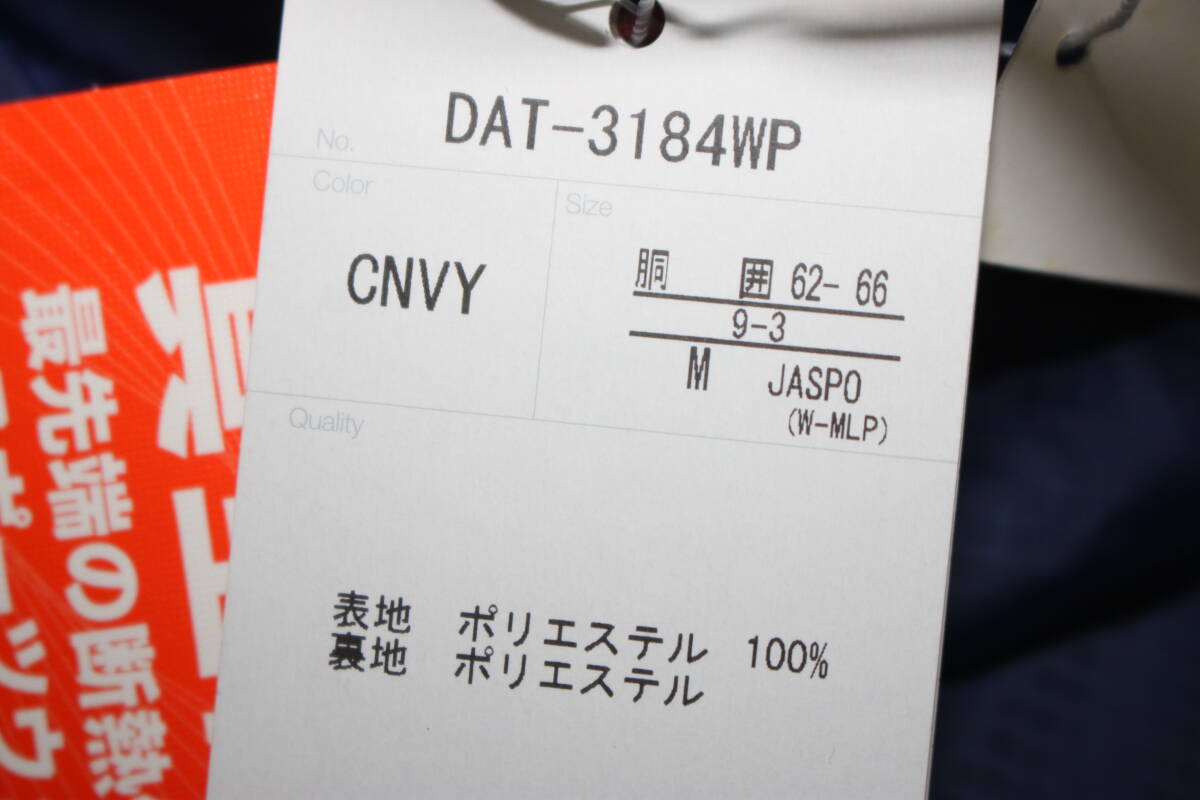 No. DAT-3184WP
Color
CNVY
Size
胴 囲 62- 66
9-3
M JASPO
(W-MLP)
Quality
表地 ポリエステル 100%
裏地 ポリエステル
最先端の断熱